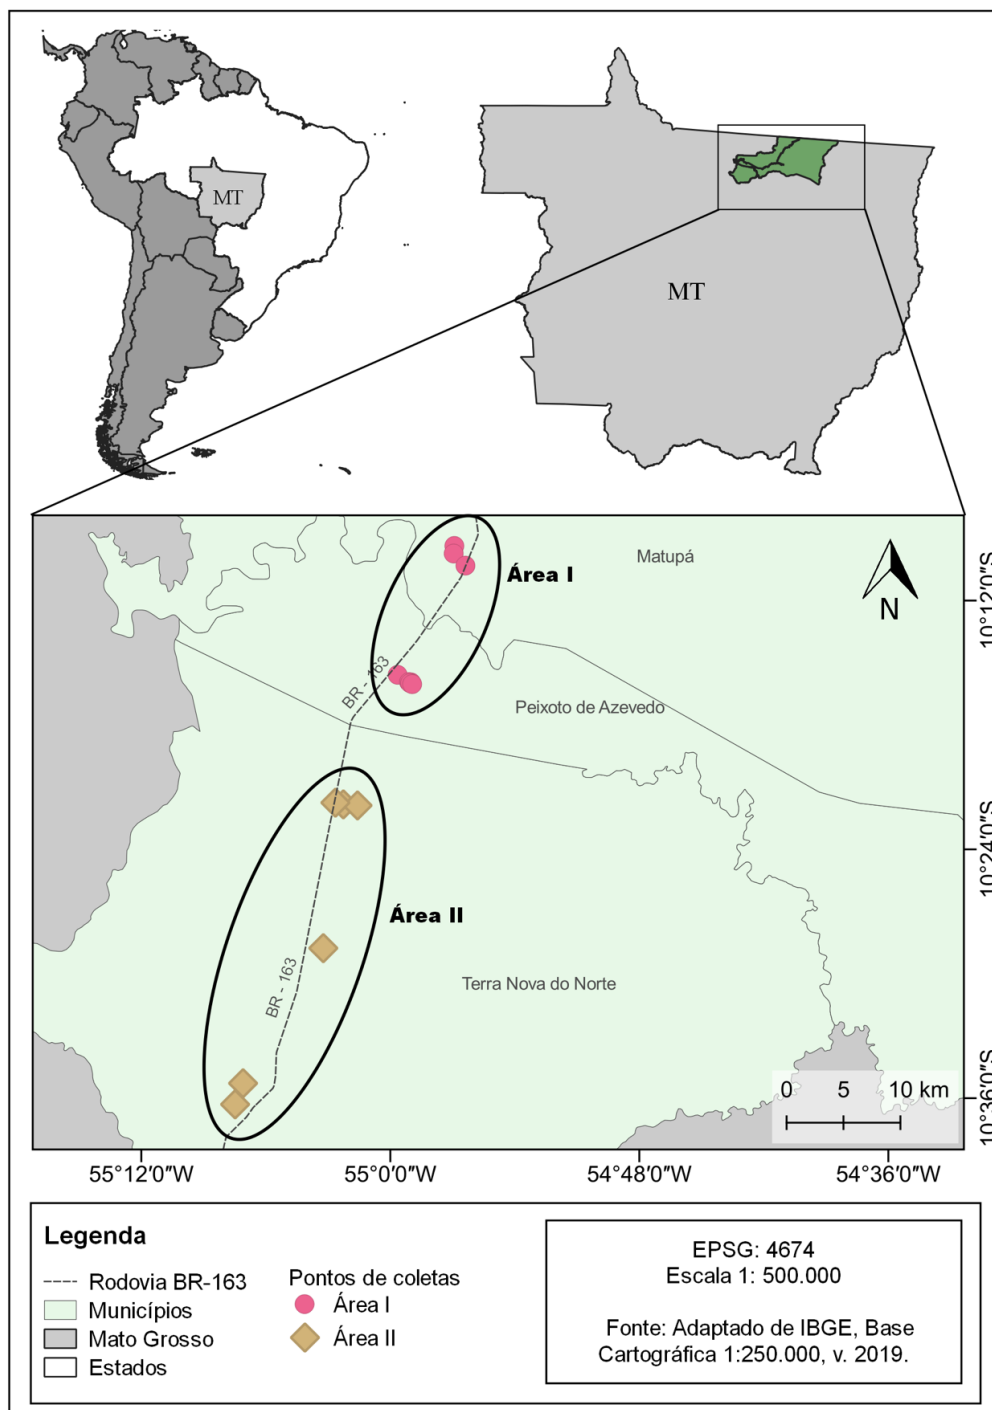 MT
MT
Área I
Matupá
N
10°12′0″S
BR - 163
Peixoto de Azevedo
Área II
10°24′0″S
BR - 163
Terra Nova do Norte
0 5 10 km
10°36′0″S
55°12′0″W 55°0′0″W 54°48′0″W 54°36′0″W
Legenda
Rodovia BR-163
Municípios
Mato Grosso
Estados
Pontos de coletas
Área I
Área II
EPSG: 4674
Escala 1: 500.000
Fonte: Adaptado de IBGE, Base
Cartográfica 1:250.000, v. 2019.